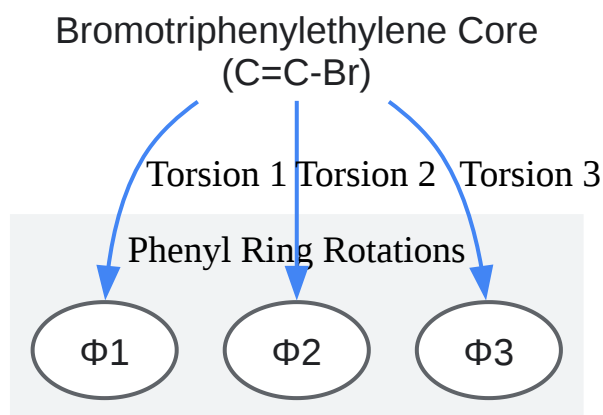 Bromotriphenylethylene Core
(C=C-Br)
Torsion 1 Torsion 2 Torsion 3
Phenyl Ring Rotations
Φ1 Φ2 Φ3